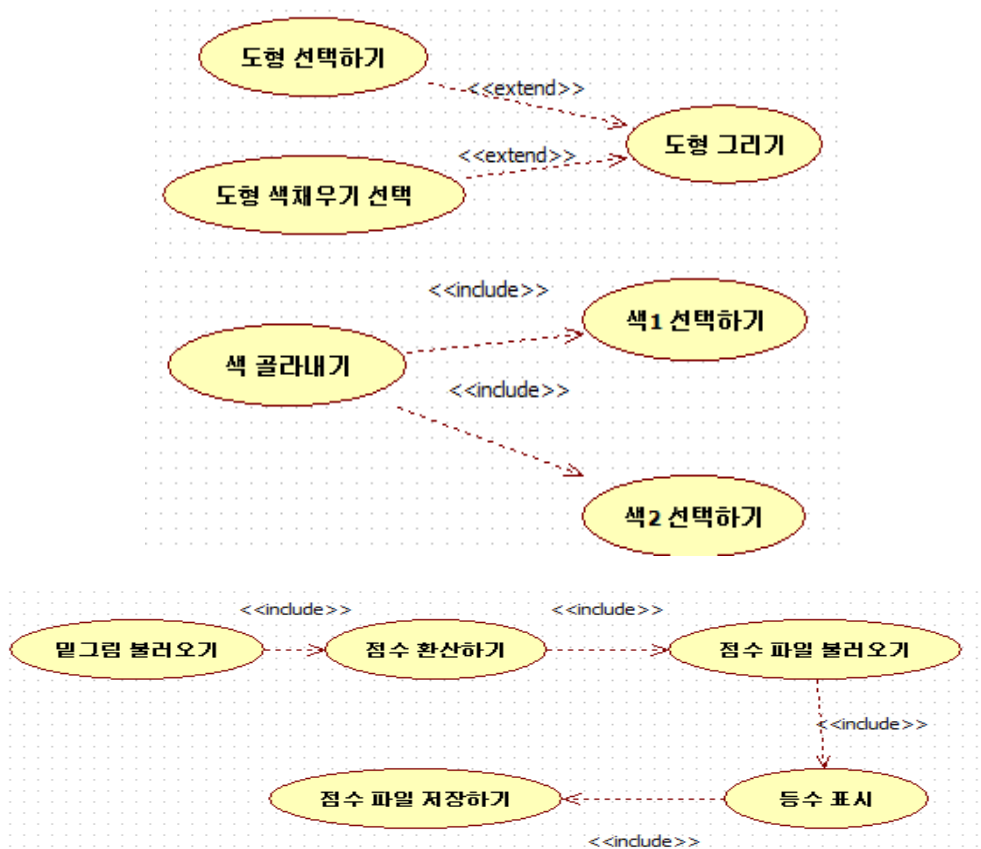 도형 선택하기
<<extend>>
도형 그리기
<<extend>>
도형 색채우기 선택
<<include>>
색1 선택하기
색 골라내기
<<include>>
색2 선택하기
<<include>>
<<include>>
밑그림 불러오기
점수 환산하기
점수 파일 불러오기
<<include>>
점수 파일 저장하기
등수 표시
<<include>>